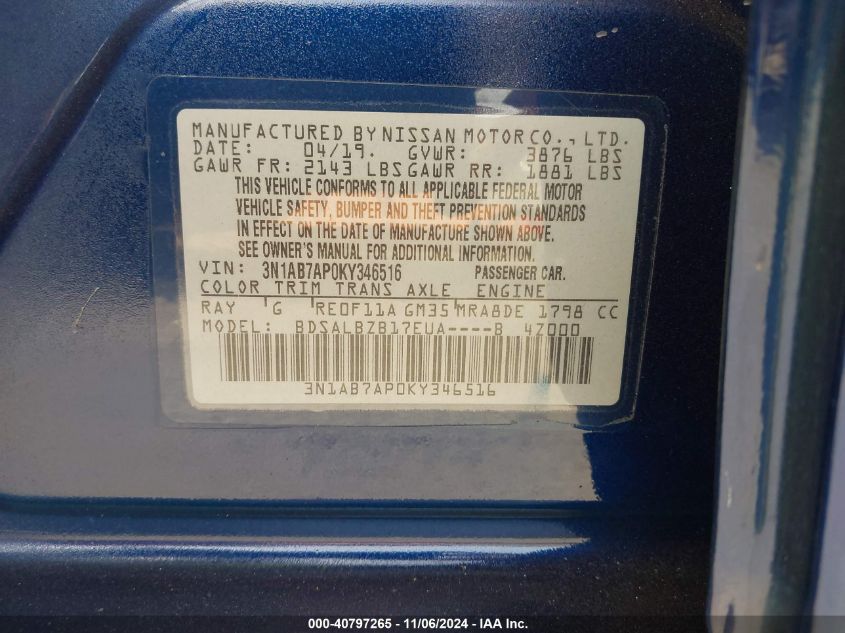 MANUFACTURED BY NISSAN MOTOR CO., LTD.
DATE: 04/19. GVWR: 3876 LBS
GAWR FR: 2143 LBS GAWR RR: 1881 LBS
THIS VEHICLE CONFORMS TO ALL APPLICABLE FEDERAL MOTOR
VEHICLE SAFETY, BUMPER AND THEFT PREVENTION STANDARDS
IN EFFECT ON THE DATE OF MANUFACTURE SHOWN ABOVE.
SEE OWNER'S MANUAL FOR ADDITIONAL INFORMATION.
VIN: 3N1AB7AP0KY346516 PASSENGER CAR.
COLOR TRIM TRANS AXLE ENGINE
RAY G RE0F11A GM35 MRA8DE 1798 CC
MODEL: BDSALBZB17EUA----B 4Z000
3N1AB7AP0KY346516
000-40797265 - 11/06/2024 - IAA Holdings, LLC.